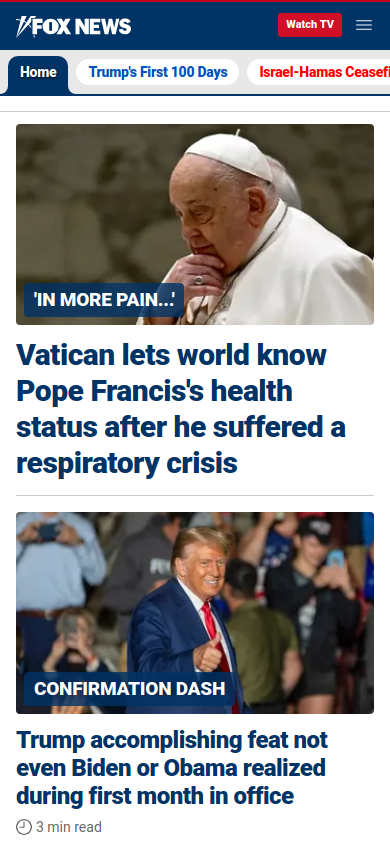 FOX NEWS
Watch TV
Home
Trump's First 100 Days
Israel-Hamas Ceasefi
'IN MORE PAIN...'
Vatican lets world know
Pope Francis's health
status after he suffered a
respiratory crisis
CONFIRMATION DASH
Trump accomplishing feat not
even Biden or Obama realized
during first month in office
3 min read